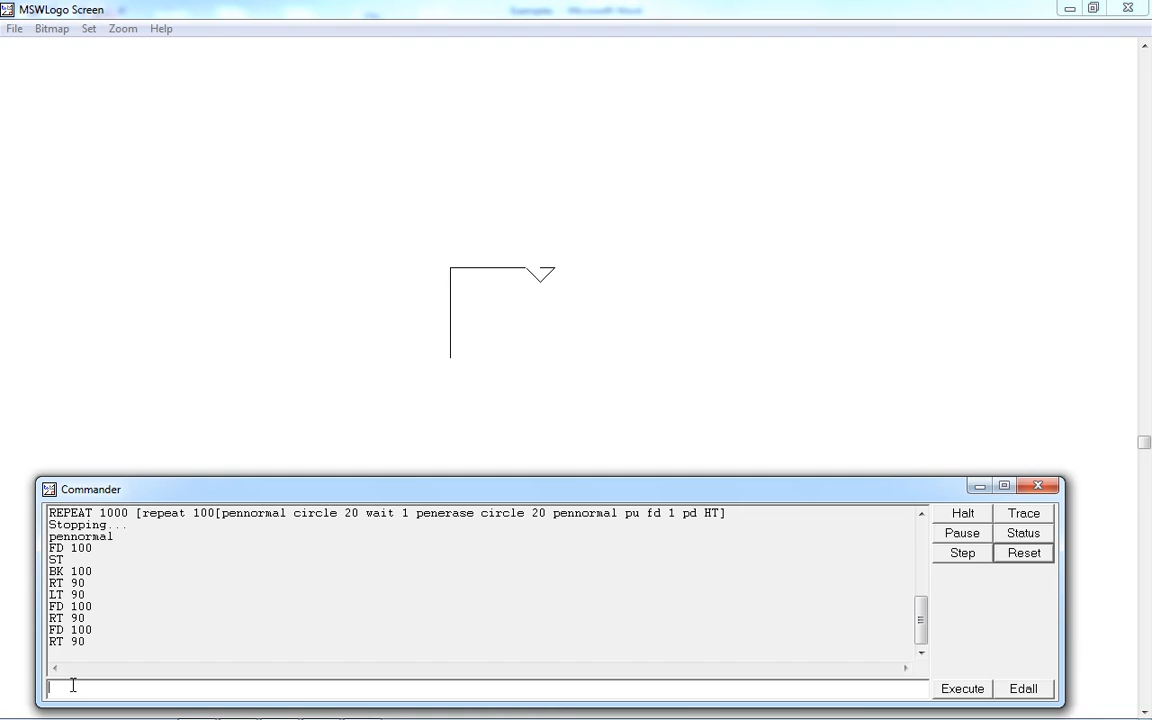 MSWLogo Screen
File Bitmap Set Zoom Help
Commander
REPEAT 1000 [repeat 100[pennormal circle 20 wait 1 penerase circle 20 pennormal pu fd 1 pd HT]
Stopping...
pennormal
FD 100
ST
BK 100
RT 90
LT 90
FD 100
RT 90
FD 100
RT 90
Halt Trace
Pause Status
Step Reset
Execute Edall